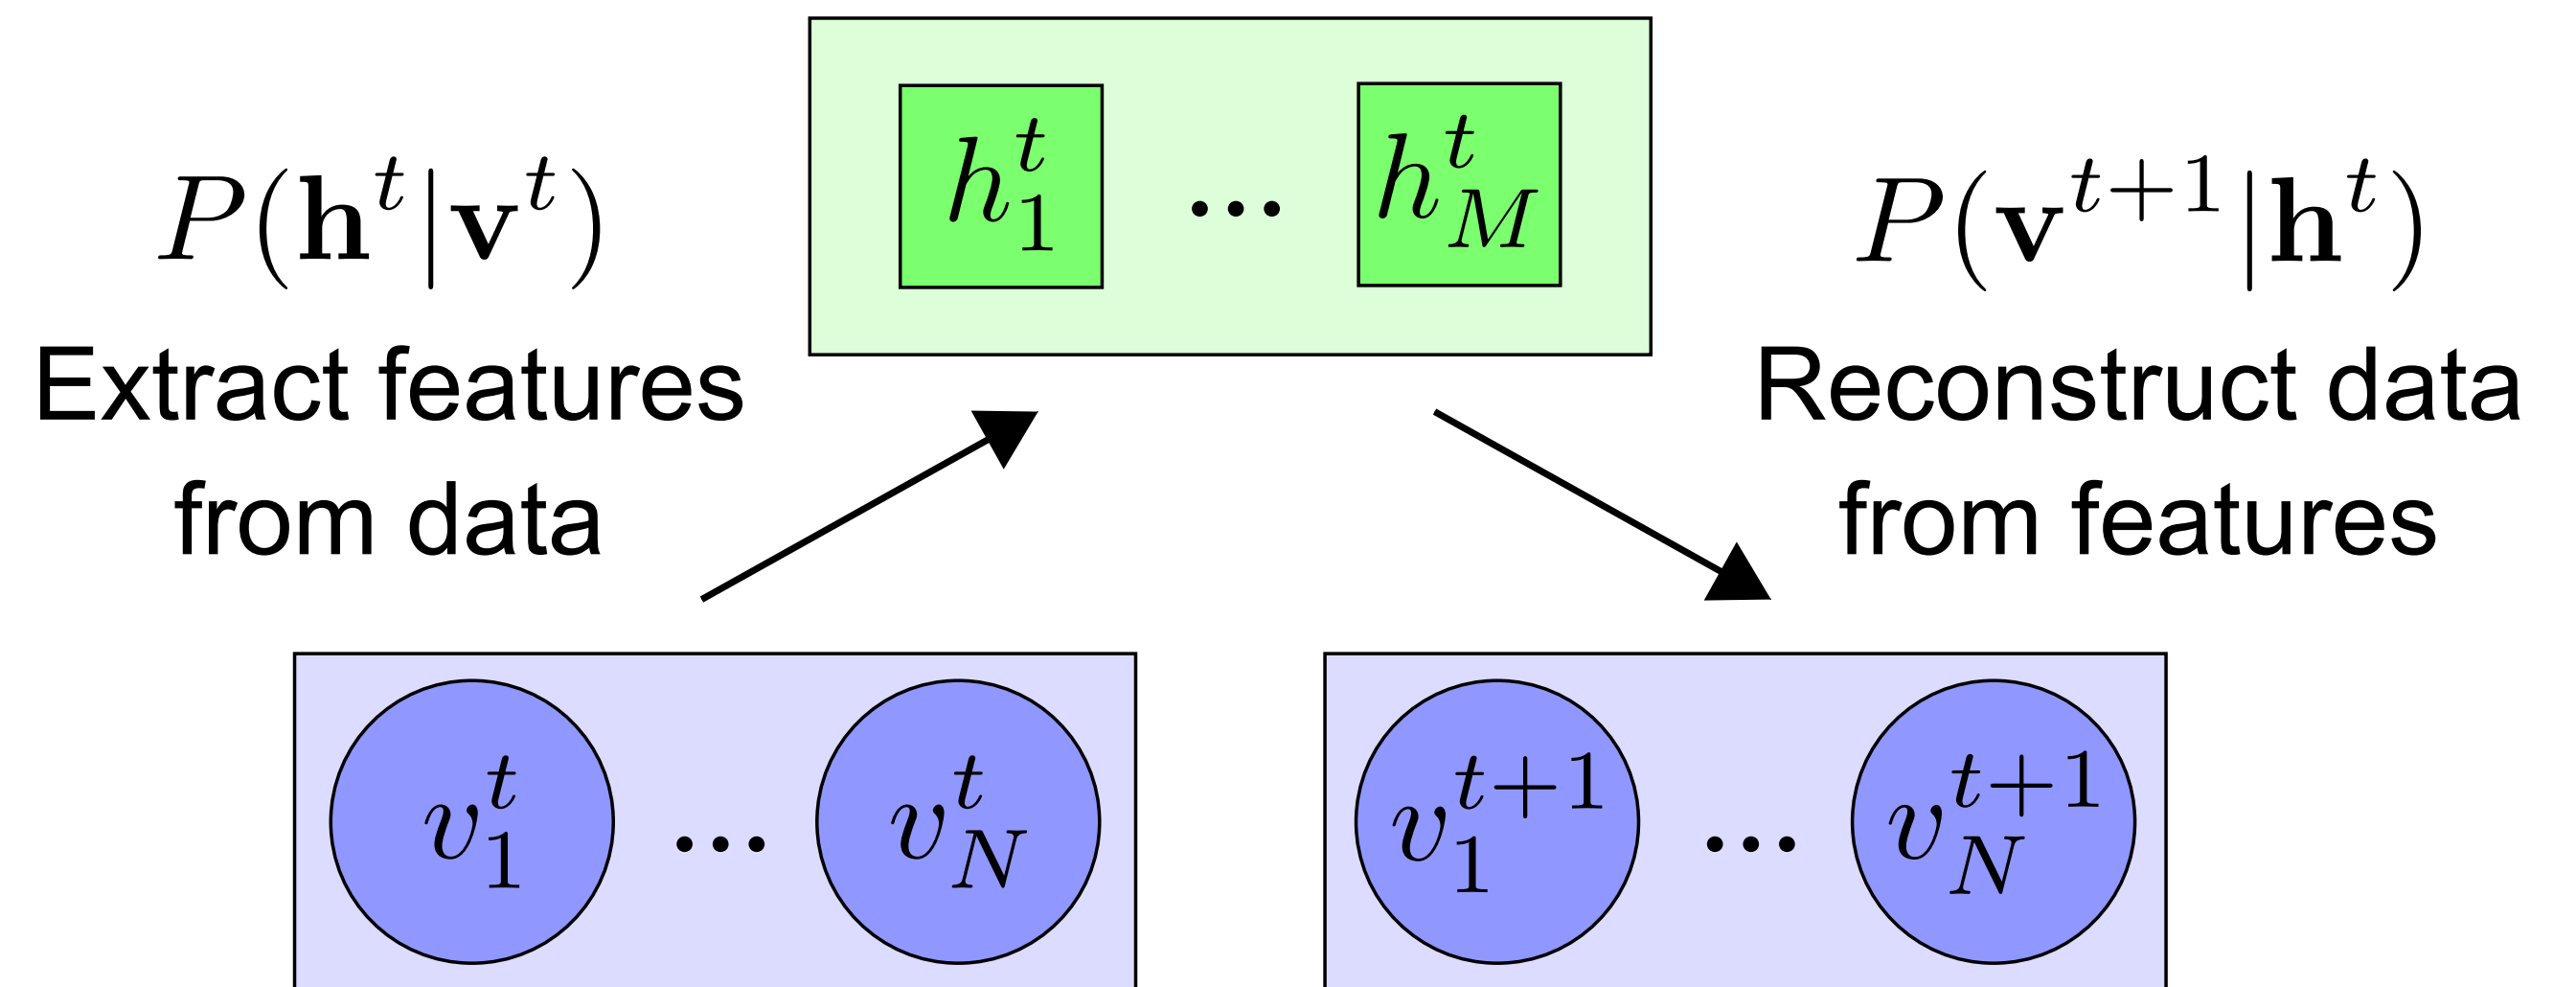 h_1^t ... h_M^t
P(h^t|v^t)
Extract features
from data
P(v^{t+1}|h^t)
Reconstruct data
from features
v_1^t ... v_N^t
v_1^{t+1} ... v_N^{t+1}